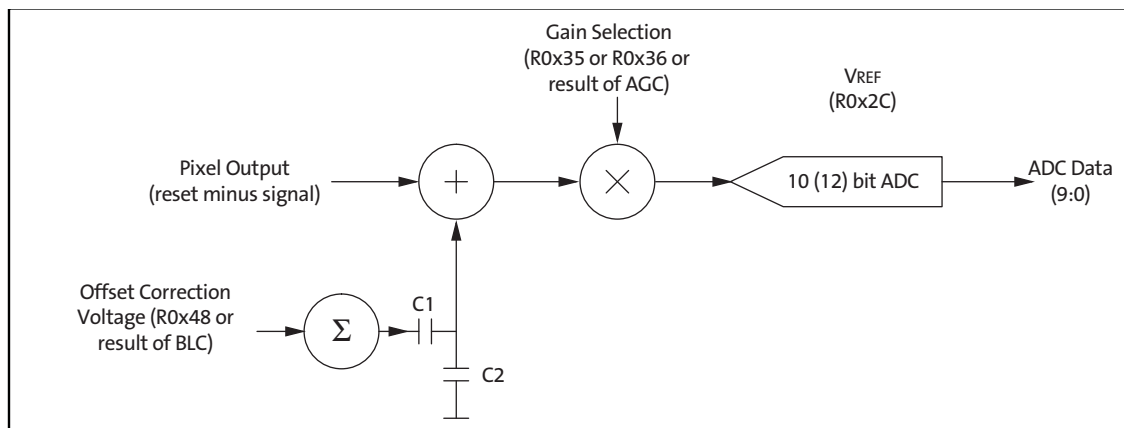 Gain Selection
(R0x35 or R0x36 or
result of AGC)
VREF
(R0x2C)
Pixel Output
(reset minus signal)
+
×
10 (12) bit ADC
ADC Data
(9:0)
Offset Correction
Voltage (R0x48 or
result of BLC)
Σ
C1
C2